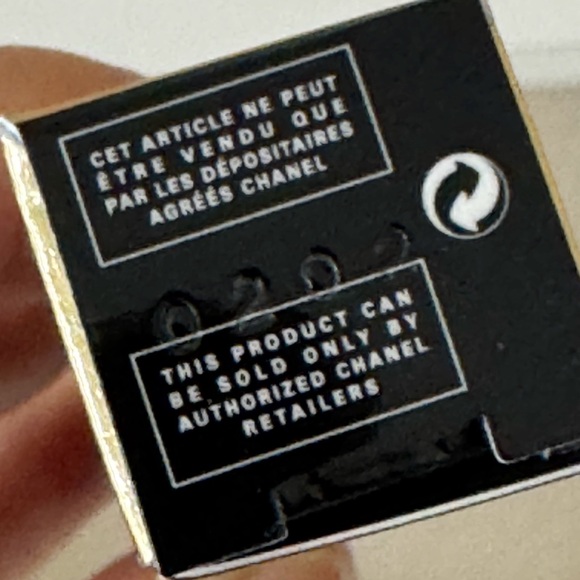 CET ARTICLE NE PEUT
ÊTRE VENDU QUE
PAR LES DÉPOSITAIRES
AGRÉÉS CHANEL
THIS PRODUCT CAN
BE SOLD ONLY BY
AUTHORIZED CHANEL
RETAILERS